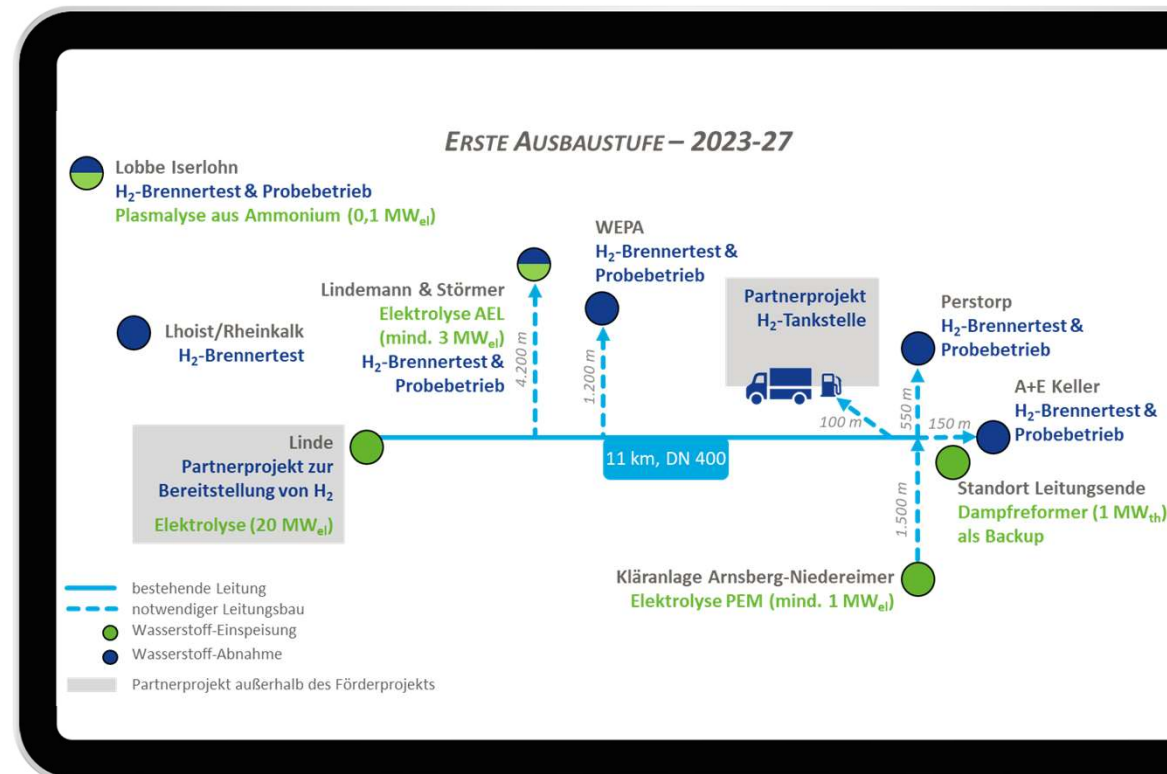 ERSTE AUSBAUSTUFE – 2023-27
Lobbe Iserlohn
H₂-Brennertest & Probebetrieb
Plasmalyse aus Ammonium (0,1 MWₑₗ)
Lhoist/Rheinkalk
H₂-Brennertest
Lindemann & Störmer
Elektrolyse AEL
(mind. 3 MWₑₗ)
H₂-Brennertest &
Probebetrieb
4.200 m
WEPA
H₂-Brennertest &
Probebetrieb
1.200 m
Partnerprojekt
H₂-Tankstelle
100 m
Perstorp
H₂-Brennertest &
Probebetrieb
550 m
A+E Keller
H₂-Brennertest &
Probebetrieb
150 m
Linde
Partnerprojekt zur
Bereitstellung von H₂
Elektrolyse (20 MWₑₗ)
11 km, DN 400
Standort Leitungsende
Dampfreformer (1 MWₜₕ)
als Backup
1.500 m
Kläranlage Arnsberg-Niedereimer
Elektrolyse PEM (mind. 1 MWₑₗ)
bestehende Leitung
notwendiger Leitungsbau
Wasserstoff-Einspeisung
Wasserstoff-Abnahme
Partnerprojekt außerhalb des Förderprojekts